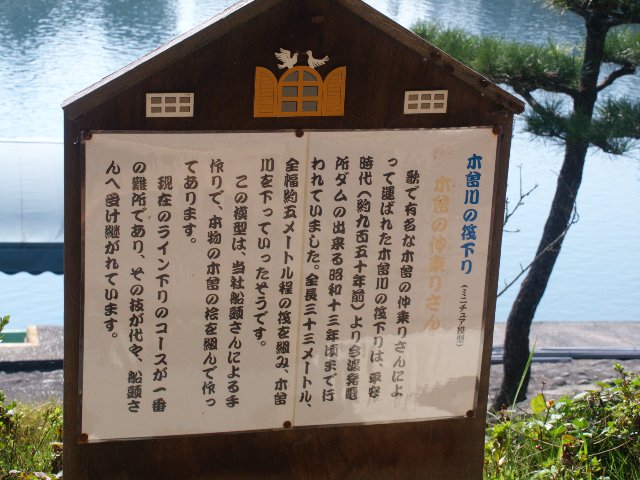 木曽川の筏下り
(ミニチュア模型)
木曽の仲乗りさん
歌で有名な木曽の仲乗りさんによ
って運ばれた木曽川の筏下りは、平安
時代(約九百五十年前)より今渡発電
所ダムの出来る昭和十三年頃まで行
われていました。全長三十三メートル、
全幅約五メートル程の筏を組み、木曽
川を下っていったそうです。
この模型は、当社船頭さんによる手
作りで、本物の木曽の桧を組んで作っ
てあります。
現在のライン下りのコースが一番
の難所であり、その技が代々、船頭さ
んへ受け継がれています。